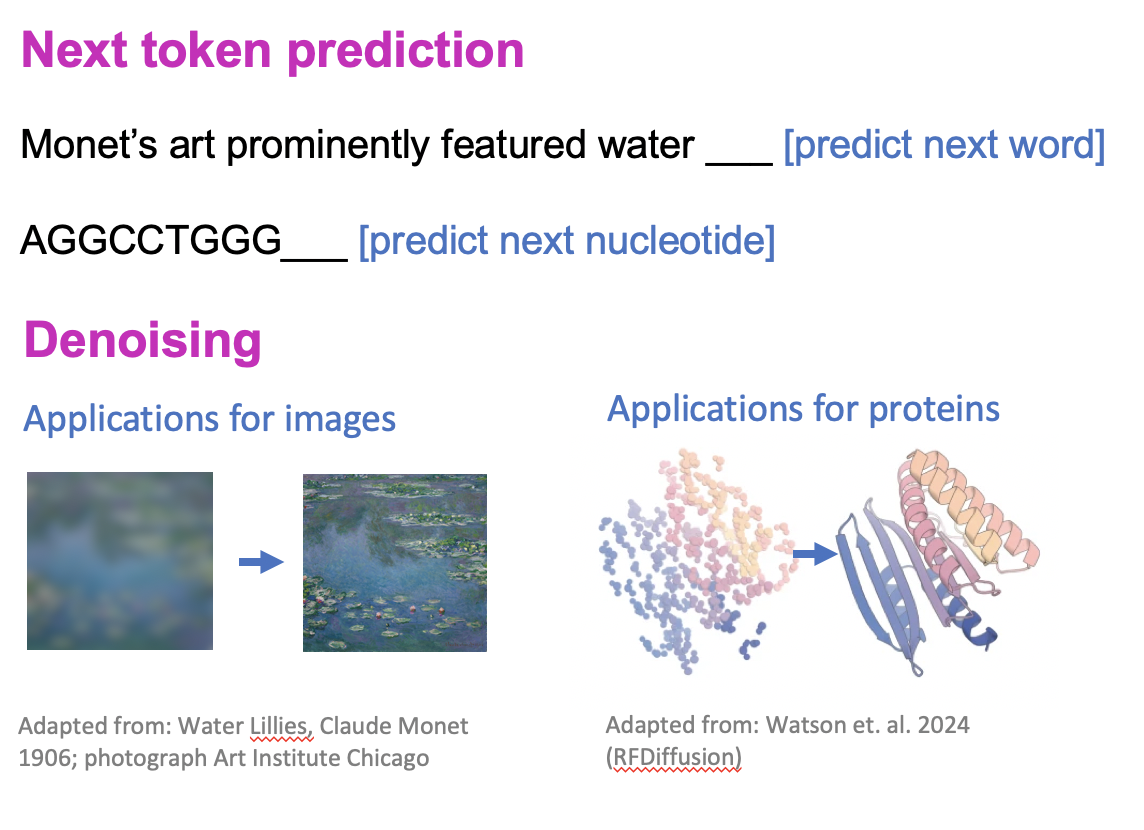 Next token prediction
Monet’s art prominently featured water ___ [predict next word]
AGGCCTGGG___ [predict next nucleotide]
Denoising
Applications for images
Applications for proteins
Adapted from: Water Lillies, Claude Monet
1906; photograph Art Institute Chicago
Adapted from: Watson et. al. 2024
(RFDiffusion)